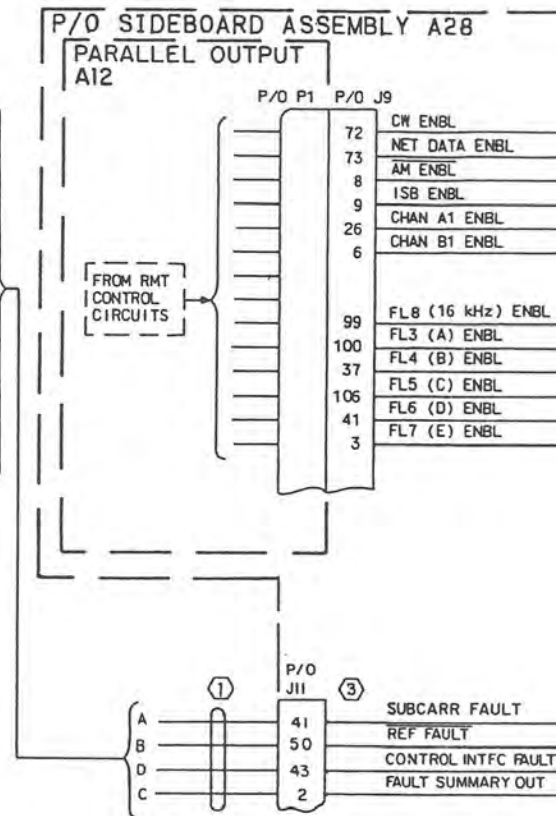 P/O SIDEBOARD ASSEMBLY A28
PARALLEL OUTPUT
A12
P/O P1 P/O J9
72 CW ENBL
73 NET DATA ENBL
8 AM ENBL
9 ISB ENBL
26 CHAN A1 ENBL
6 CHAN B1 ENBL
FROM RMT
CONTROL
CIRCUITS
99 FL8 (16 kHz) ENBL
100 FL3 (A) ENBL
37 FL4 (B) ENBL
106 FL5 (C) ENBL
41 FL6 (D) ENBL
3 FL7 (E) ENBL
P/O
J11
1 3
A 41 SUBCARR FAULT
B 50 REF FAULT
D 43 CONTROL INTFC FAULT
C 2 FAULT SUMMARY OUT